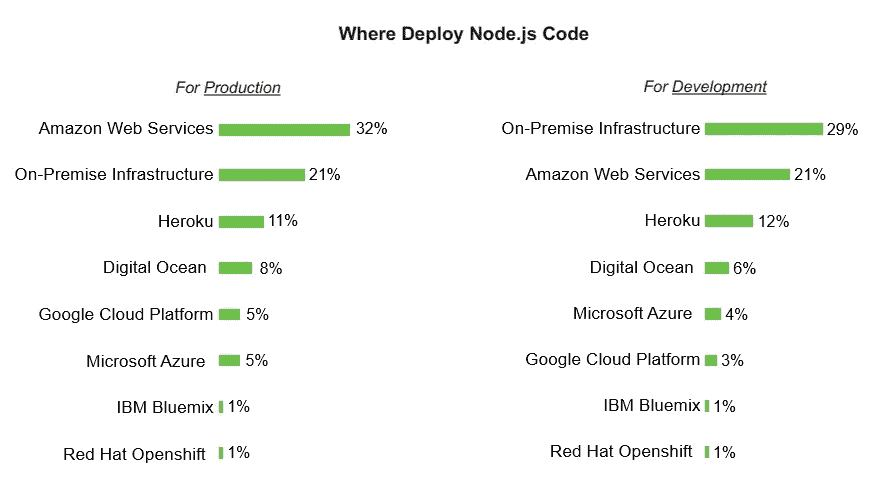 Where Deploy Node.js Code
For Production
Amazon Web Services 32%
On-Premise Infrastructure 21%
Heroku 11%
Digital Ocean 8%
Google Cloud Platform 5%
Microsoft Azure 5%
IBM Bluemix 1%
Red Hat Openshift 1%
For Development
On-Premise Infrastructure 29%
Amazon Web Services 21%
Heroku 12%
Digital Ocean 6%
Microsoft Azure 4%
Google Cloud Platform 3%
IBM Bluemix 1%
Red Hat Openshift 1%